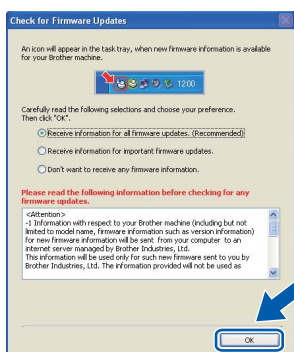 Check for Firmware Updates
An icon will appear in the task tray, when new firmware information is available
for your Brother machine.
12:00
Carefully read the following selections and choose your preference.
Then click "OK".
Receive information for all firmware updates. (Recommended)
Receive information for important firmware updates.
Don't want to receive any firmware information.
Please read the following information before checking for any
firmware updates.
<Attention>
-1 Information with respect to your Brother machine (including but not
limited to model name, firmware information such as version information)
for new firmware information will be sent from your computer to an
internet server managed by Brother Industries, Ltd.
This information will be used only for such new firmware sent to you by
Brother Industries, Ltd. The information provided will not be used as
OK